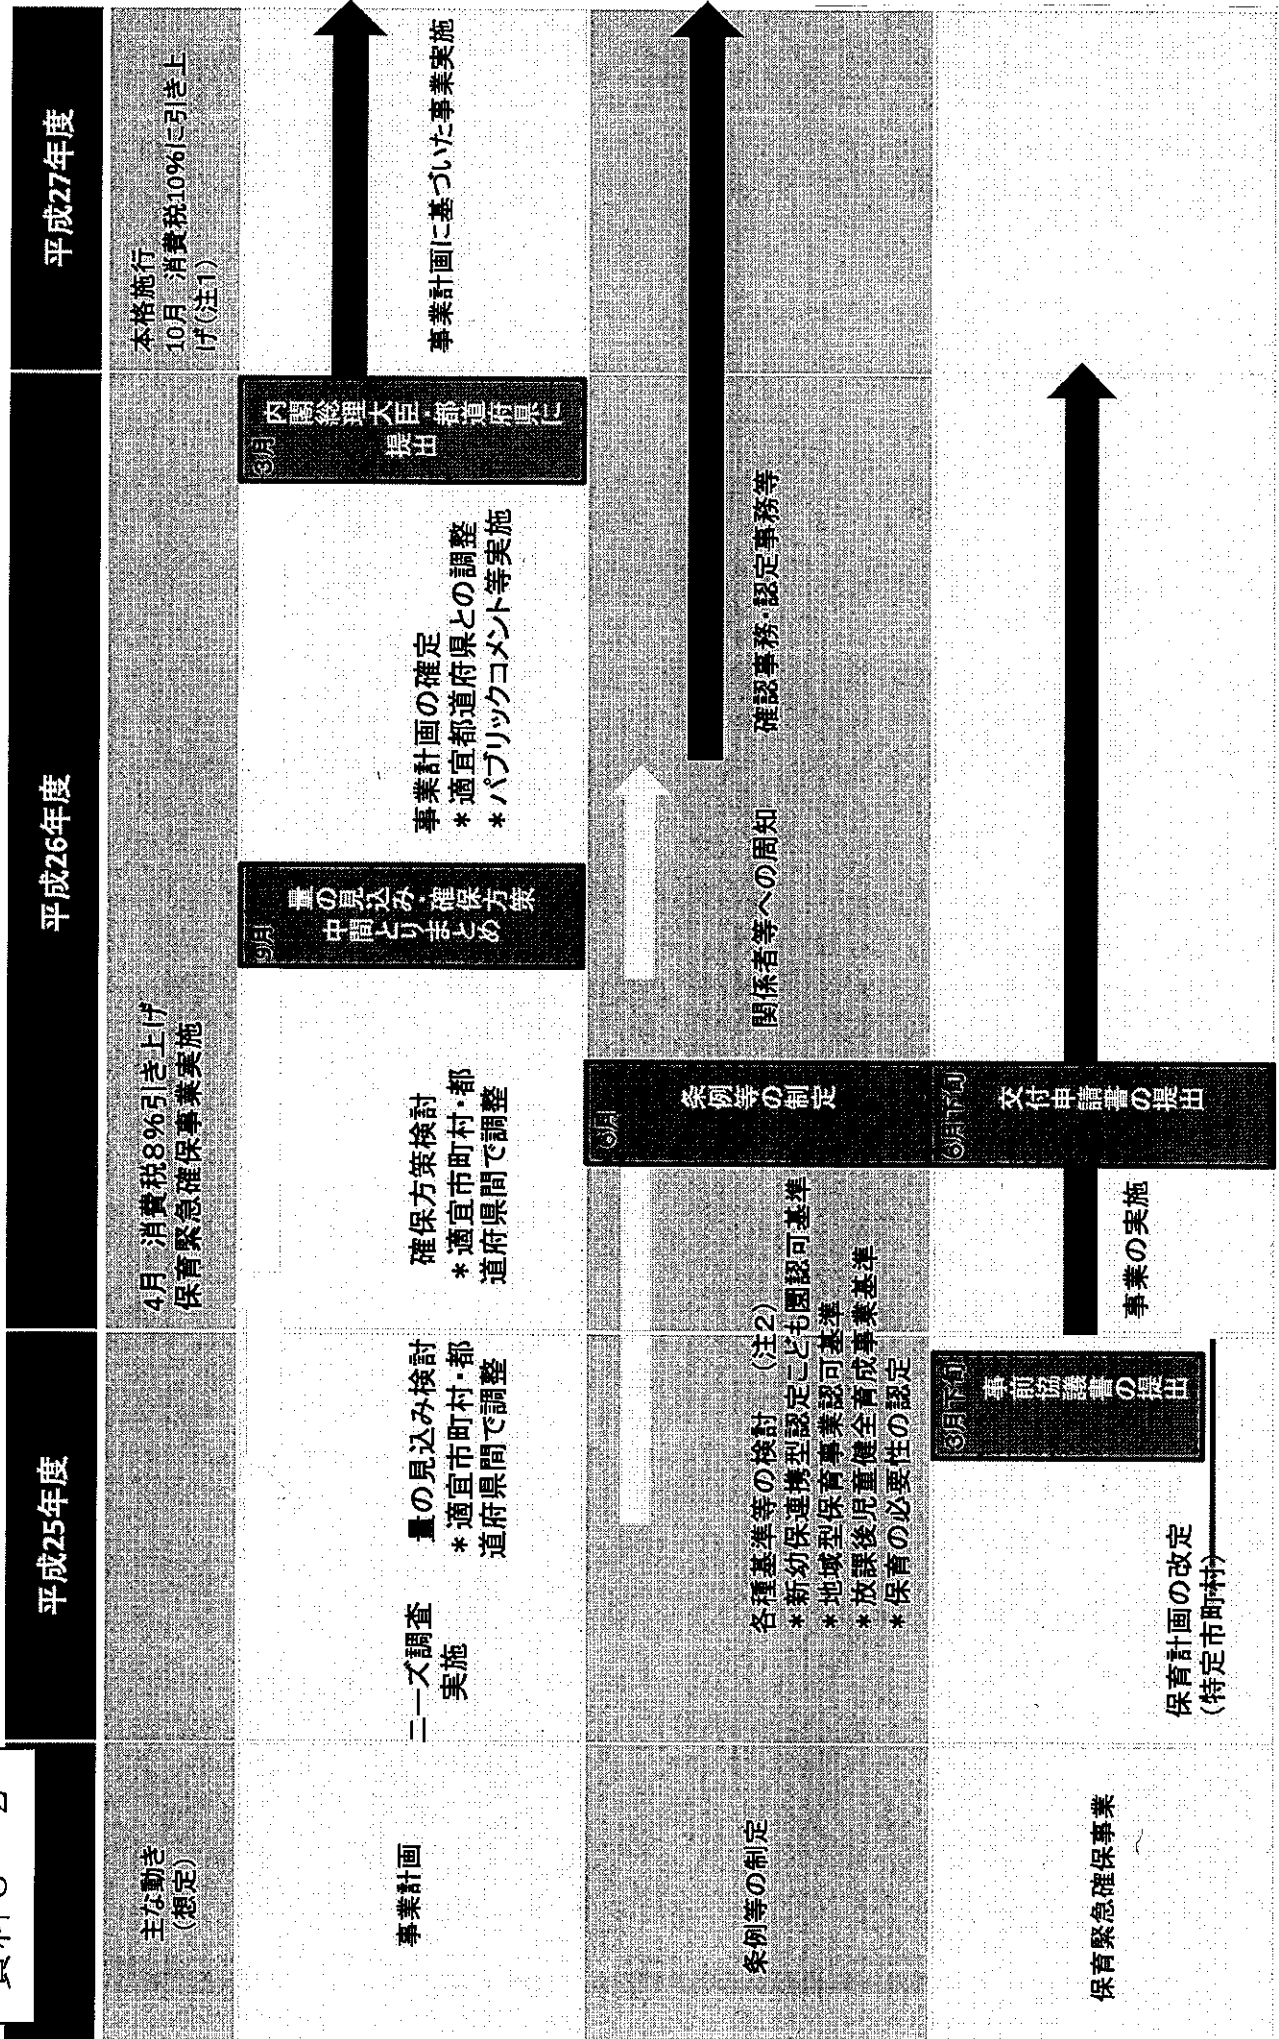 平成25年度
平成26年度
平成27年度
主な動き
(想定)
4月 消費税8%引き上げ
保育緊急確保事業実施
本格施行
10月 消費税10%に引き上
げ(注1)
事業計画
ニーズ調査
実施
量の見込み検討
*適宜市町村・都
道府県間で調整
確保方策検討
*適宜市町村・都
道府県間で調整
9月
量の見込み・確保方策
中間とりまとめ
事業計画の確定
*適宜都道府県との調整
*パブリックコメント等実施
3月
内閣総理大臣・都道府県に
提出
事業計画に基づいた事業実施
条例等の制定
各種基準等の検討 (注2)
*新幼保連携型認定こども園認可基準
*地域型保育事業認可基準
*放課後児童健全育成事業基準
*保育の必要性の認定
6月
条例等の制定
関係者等への周知
確認事務・認定事務等
保育緊急確保事業
保育計画の改定
(特定市町村)
3月下旬
事前協議書の提出
事業の実施
6月下旬
交付申請書の提出